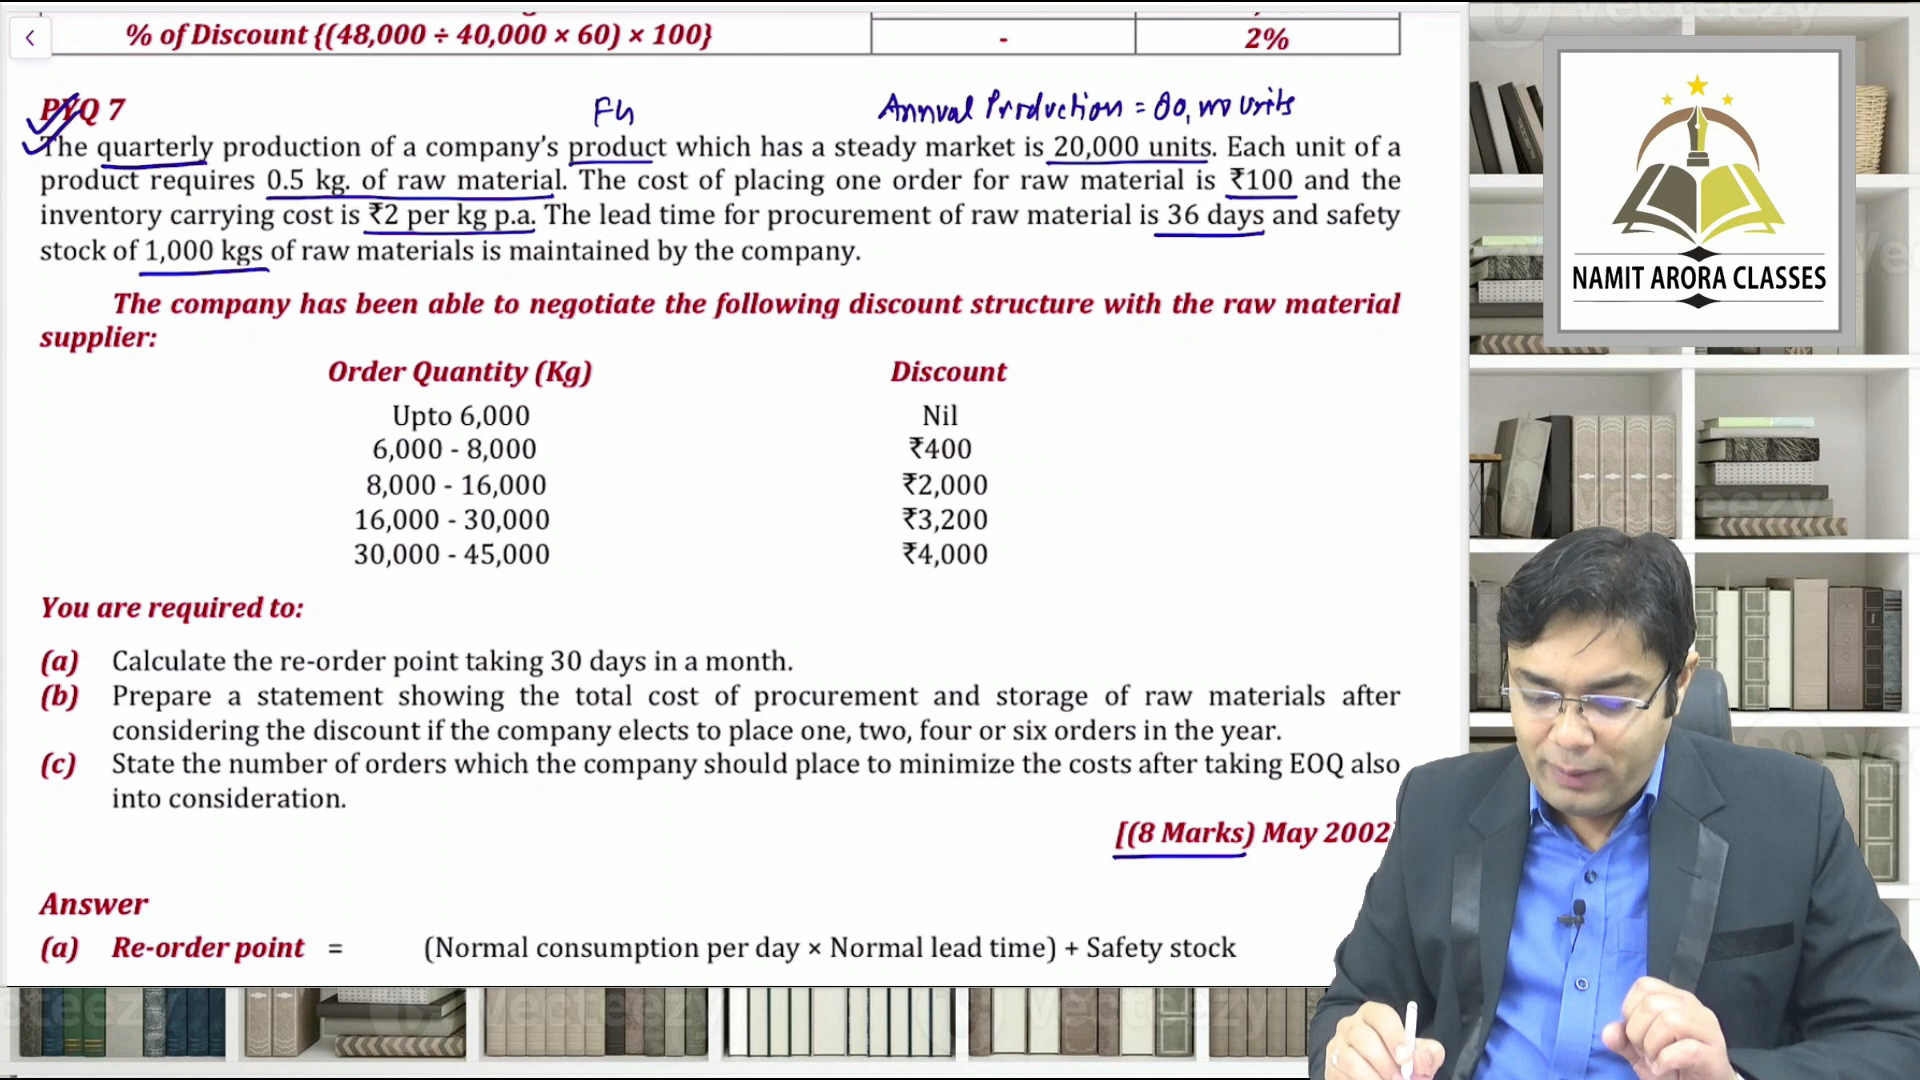 % of Discount {(48,000 ÷ 40,000 × 60) × 100} - 2%
PYQ 7
FG Annual Production = 80,000 units
The quarterly production of a company's product which has a steady market is 20,000 units. Each unit of a
product requires 0.5 kg. of raw material. The cost of placing one order for raw material is ₹100 and the
inventory carrying cost is ₹2 per kg p.a. The lead time for procurement of raw material is 36 days and safety
stock of 1,000 kgs of raw materials is maintained by the company.
The company has been able to negotiate the following discount structure with the raw material
supplier:
Order Quantity (Kg) Discount
Upto 6,000 Nil
6,000 - 8,000 ₹400
8,000 - 16,000 ₹2,000
16,000 - 30,000 ₹3,200
30,000 - 45,000 ₹4,000
You are required to:
(a) Calculate the re-order point taking 30 days in a month.
(b) Prepare a statement showing the total cost of procurement and storage of raw materials after
considering the discount if the company elects to place one, two, four or six orders in the year.
(c) State the number of orders which the company should place to minimize the costs after taking EOQ also
into consideration.
[(8 Marks) May 2002]
Answer
(a) Re-order point = (Normal consumption per day × Normal lead time) + Safety stock
NAMIT ARORA CLASSES